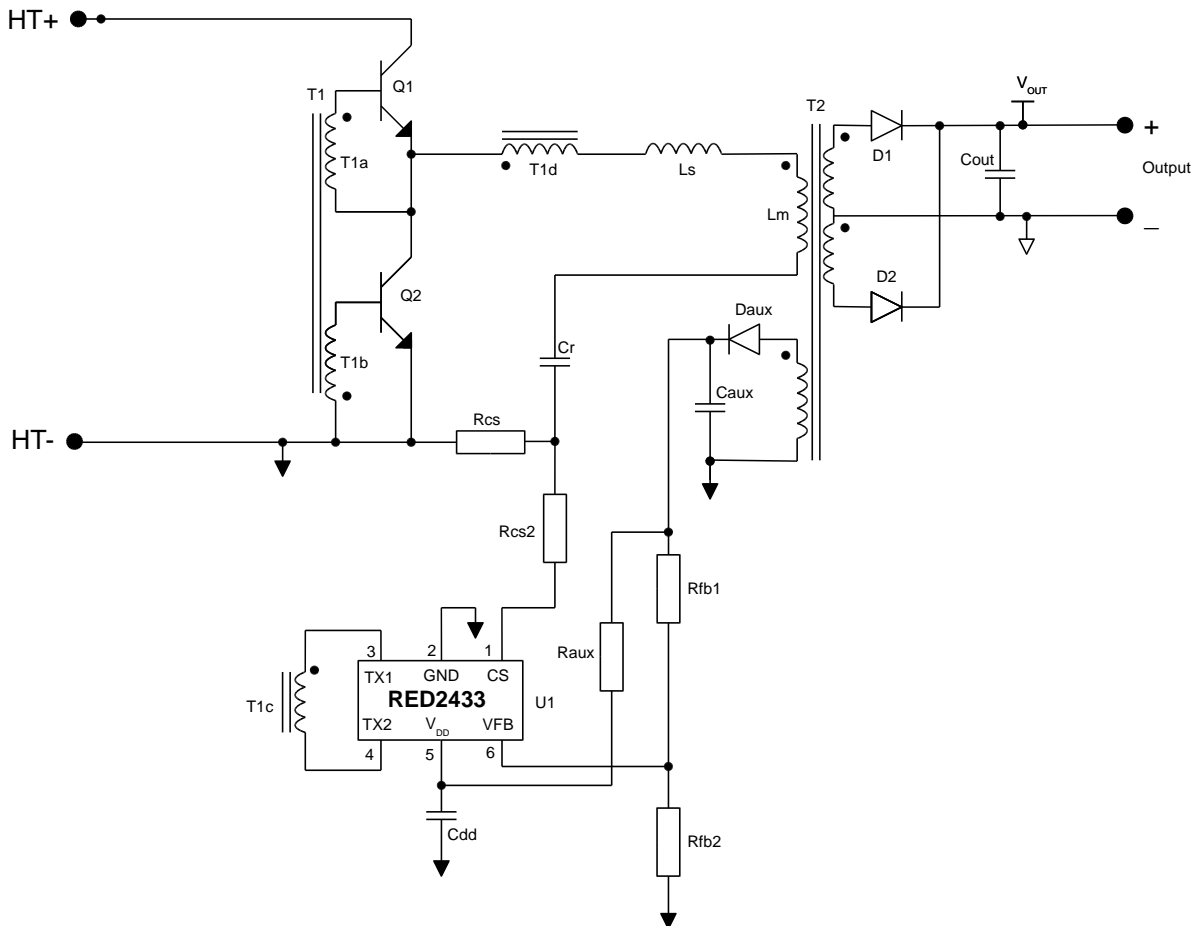 HT+
Q1
T1
T1a
T1d
Ls
Lm
T2
D1
V OUT
+
Cout
Output
_
D2
Q2
T1b
Cr
Daux
Caux
HT-
Rcs
Rcs2
Rfb1
Raux
3
2
1
TX1
GND
CS
RED2433
U1
T1c
TX2
V DD
VFB
4
5
6
Cdd
Rfb2